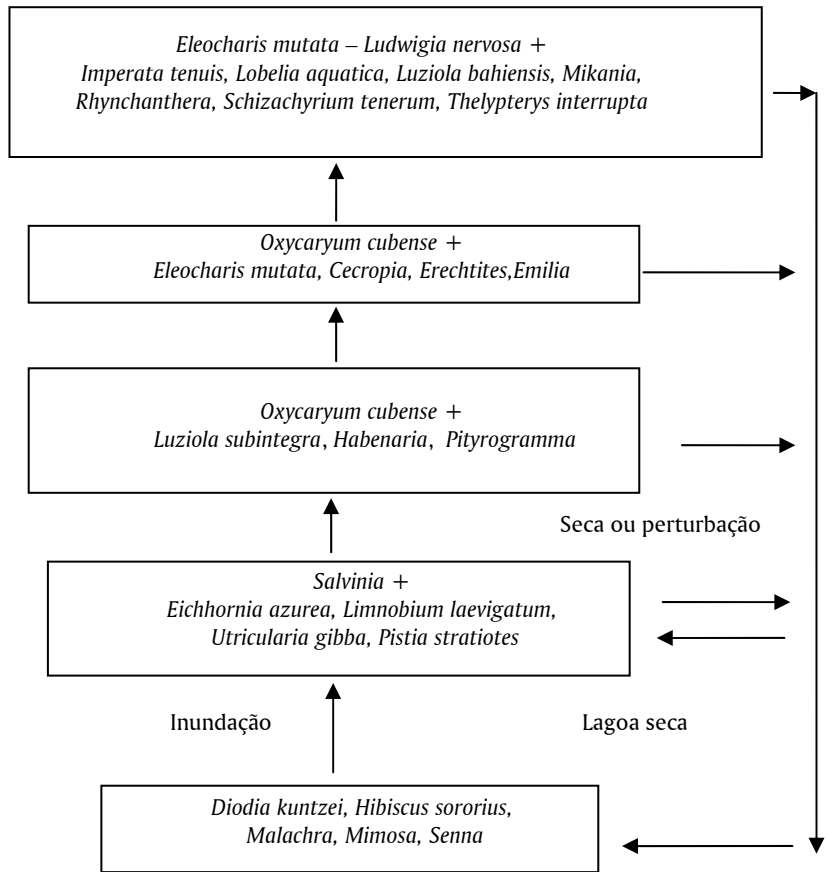 Eleocharis mutata – Ludwigia nervosa +
Imperata tenuis, Lobelia aquatica, Luziola bahiensis, Mikania,
Rhynchanthera, Schizachyrium tenerum, Thelypterys interrupta
Oxycaryum cubense +
Eleocharis mutata, Cecropia, Erechtites,Emilia
Oxycaryum cubense +
Luziola subintegra, Habenaria, Pityrogramma
Seca ou perturbação
Salvinia +
Eichhornia azurea, Limnobium laevigatum,
Utricularia gibba, Pistia stratiotes
Inundação
Lagoa seca
Diodia kuntzei, Hibiscus sororius,
Malachra, Mimosa, Senna